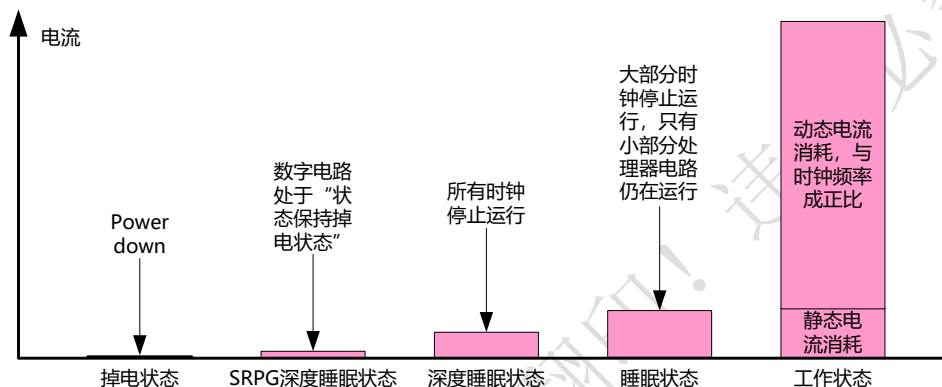 电流
Power
down
数字电路
处于“状
态保持掉
电状态”
所有时钟
停止运行
大部分时
钟停止运
行，只有
小部分处
理器电路
仍在运行
动态电流
消耗，与
时钟频率
成正比
静态电
流消耗
掉电状态
SRPG深度睡眠状态
深度睡眠状态
睡眠状态
工作状态
翻印！违
必